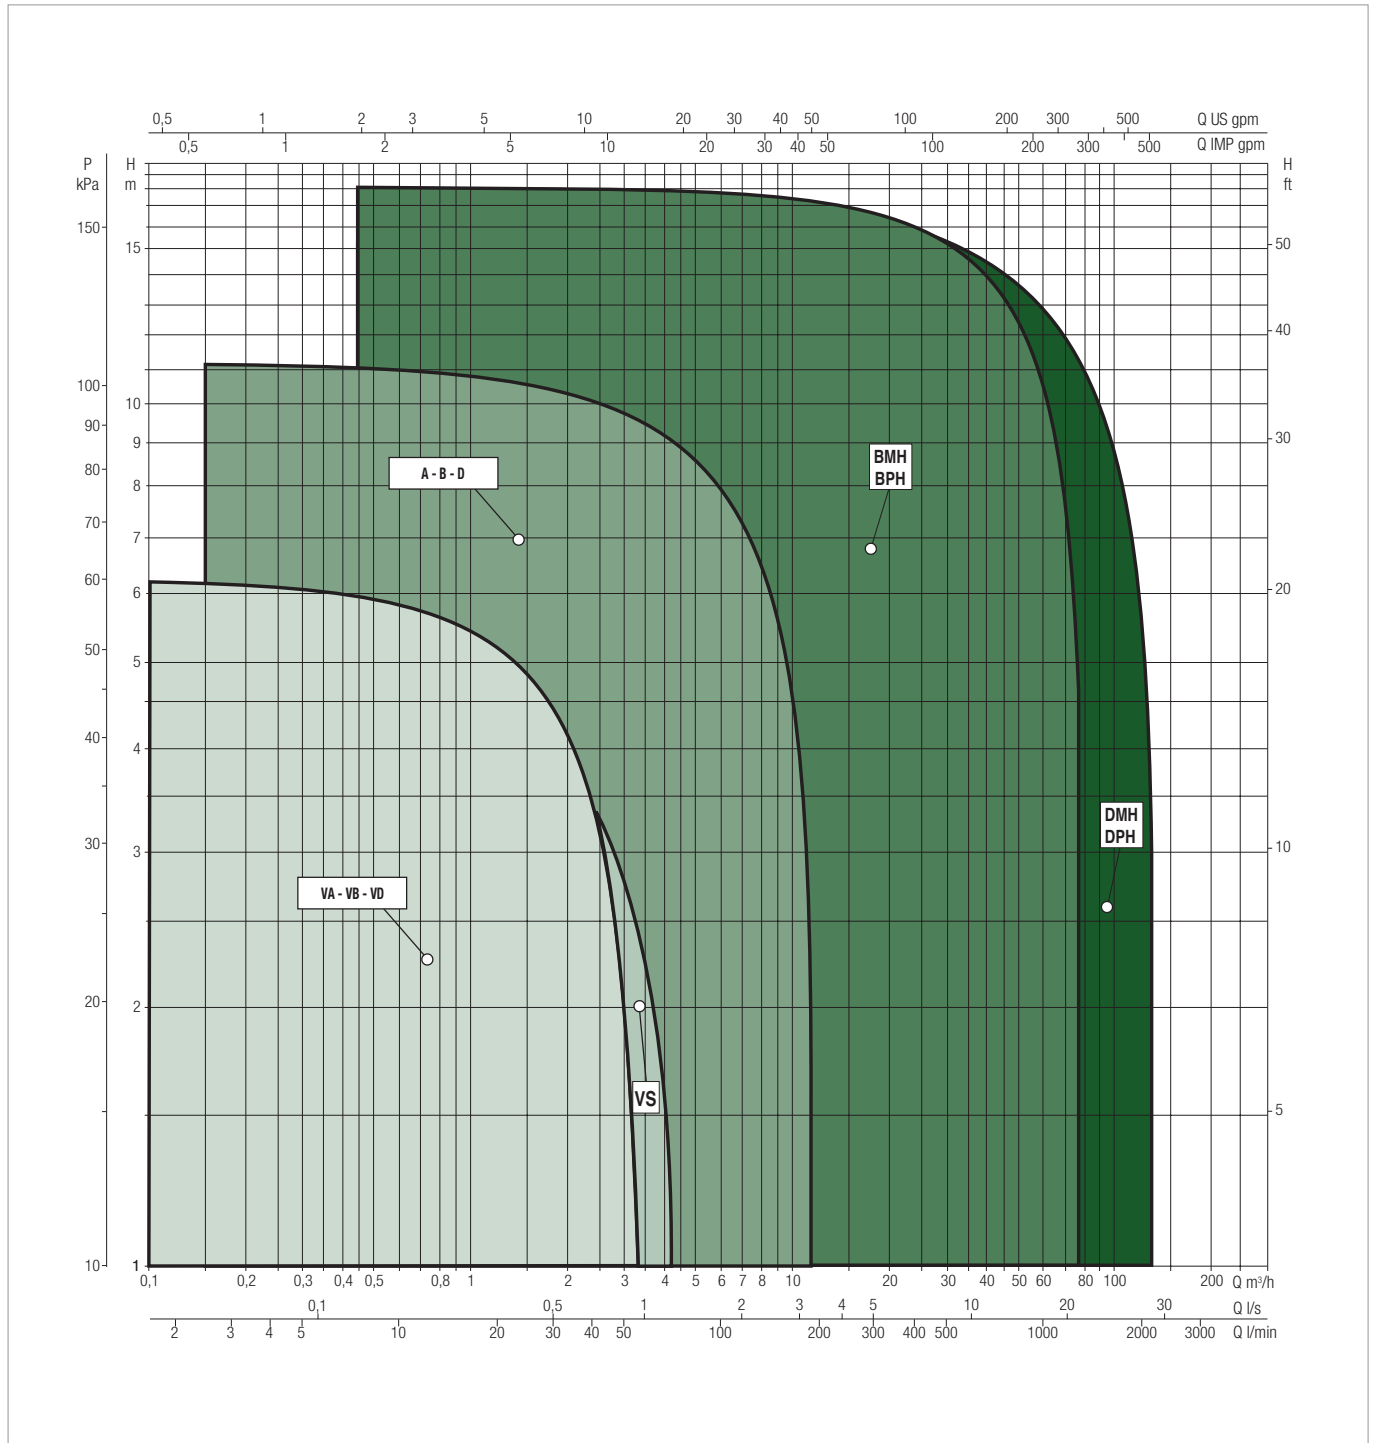 0,5 1 2 3 5 10 20 30 40 50 100 200 300 500 Q US gpm
0,5 1 2 5 10 20 30 40 50 100 200 300 500 Q IMP gpm
P H H
kPa m ft
150
15
50
40
100
10
90
30
9
80
8
70
7
60
20
6
50
5
40
4
30
3
10
20
2
5
10
1
A - B - D
BMH
BPH
DMH
DPH
VA - VB - VD
VS
0,1 0,2 0,3 0,4 0,5 0,8 1 2 3 4 5 6 7 8 10 20 30 40 50 60 80 100 200 Q m³/h
0,1 0,5 1 2 3 4 5 10 20 30 Q l/s
2 3 4 5 10 20 30 40 50 100 200 300 400 500 1000 2000 3000 Q l/min